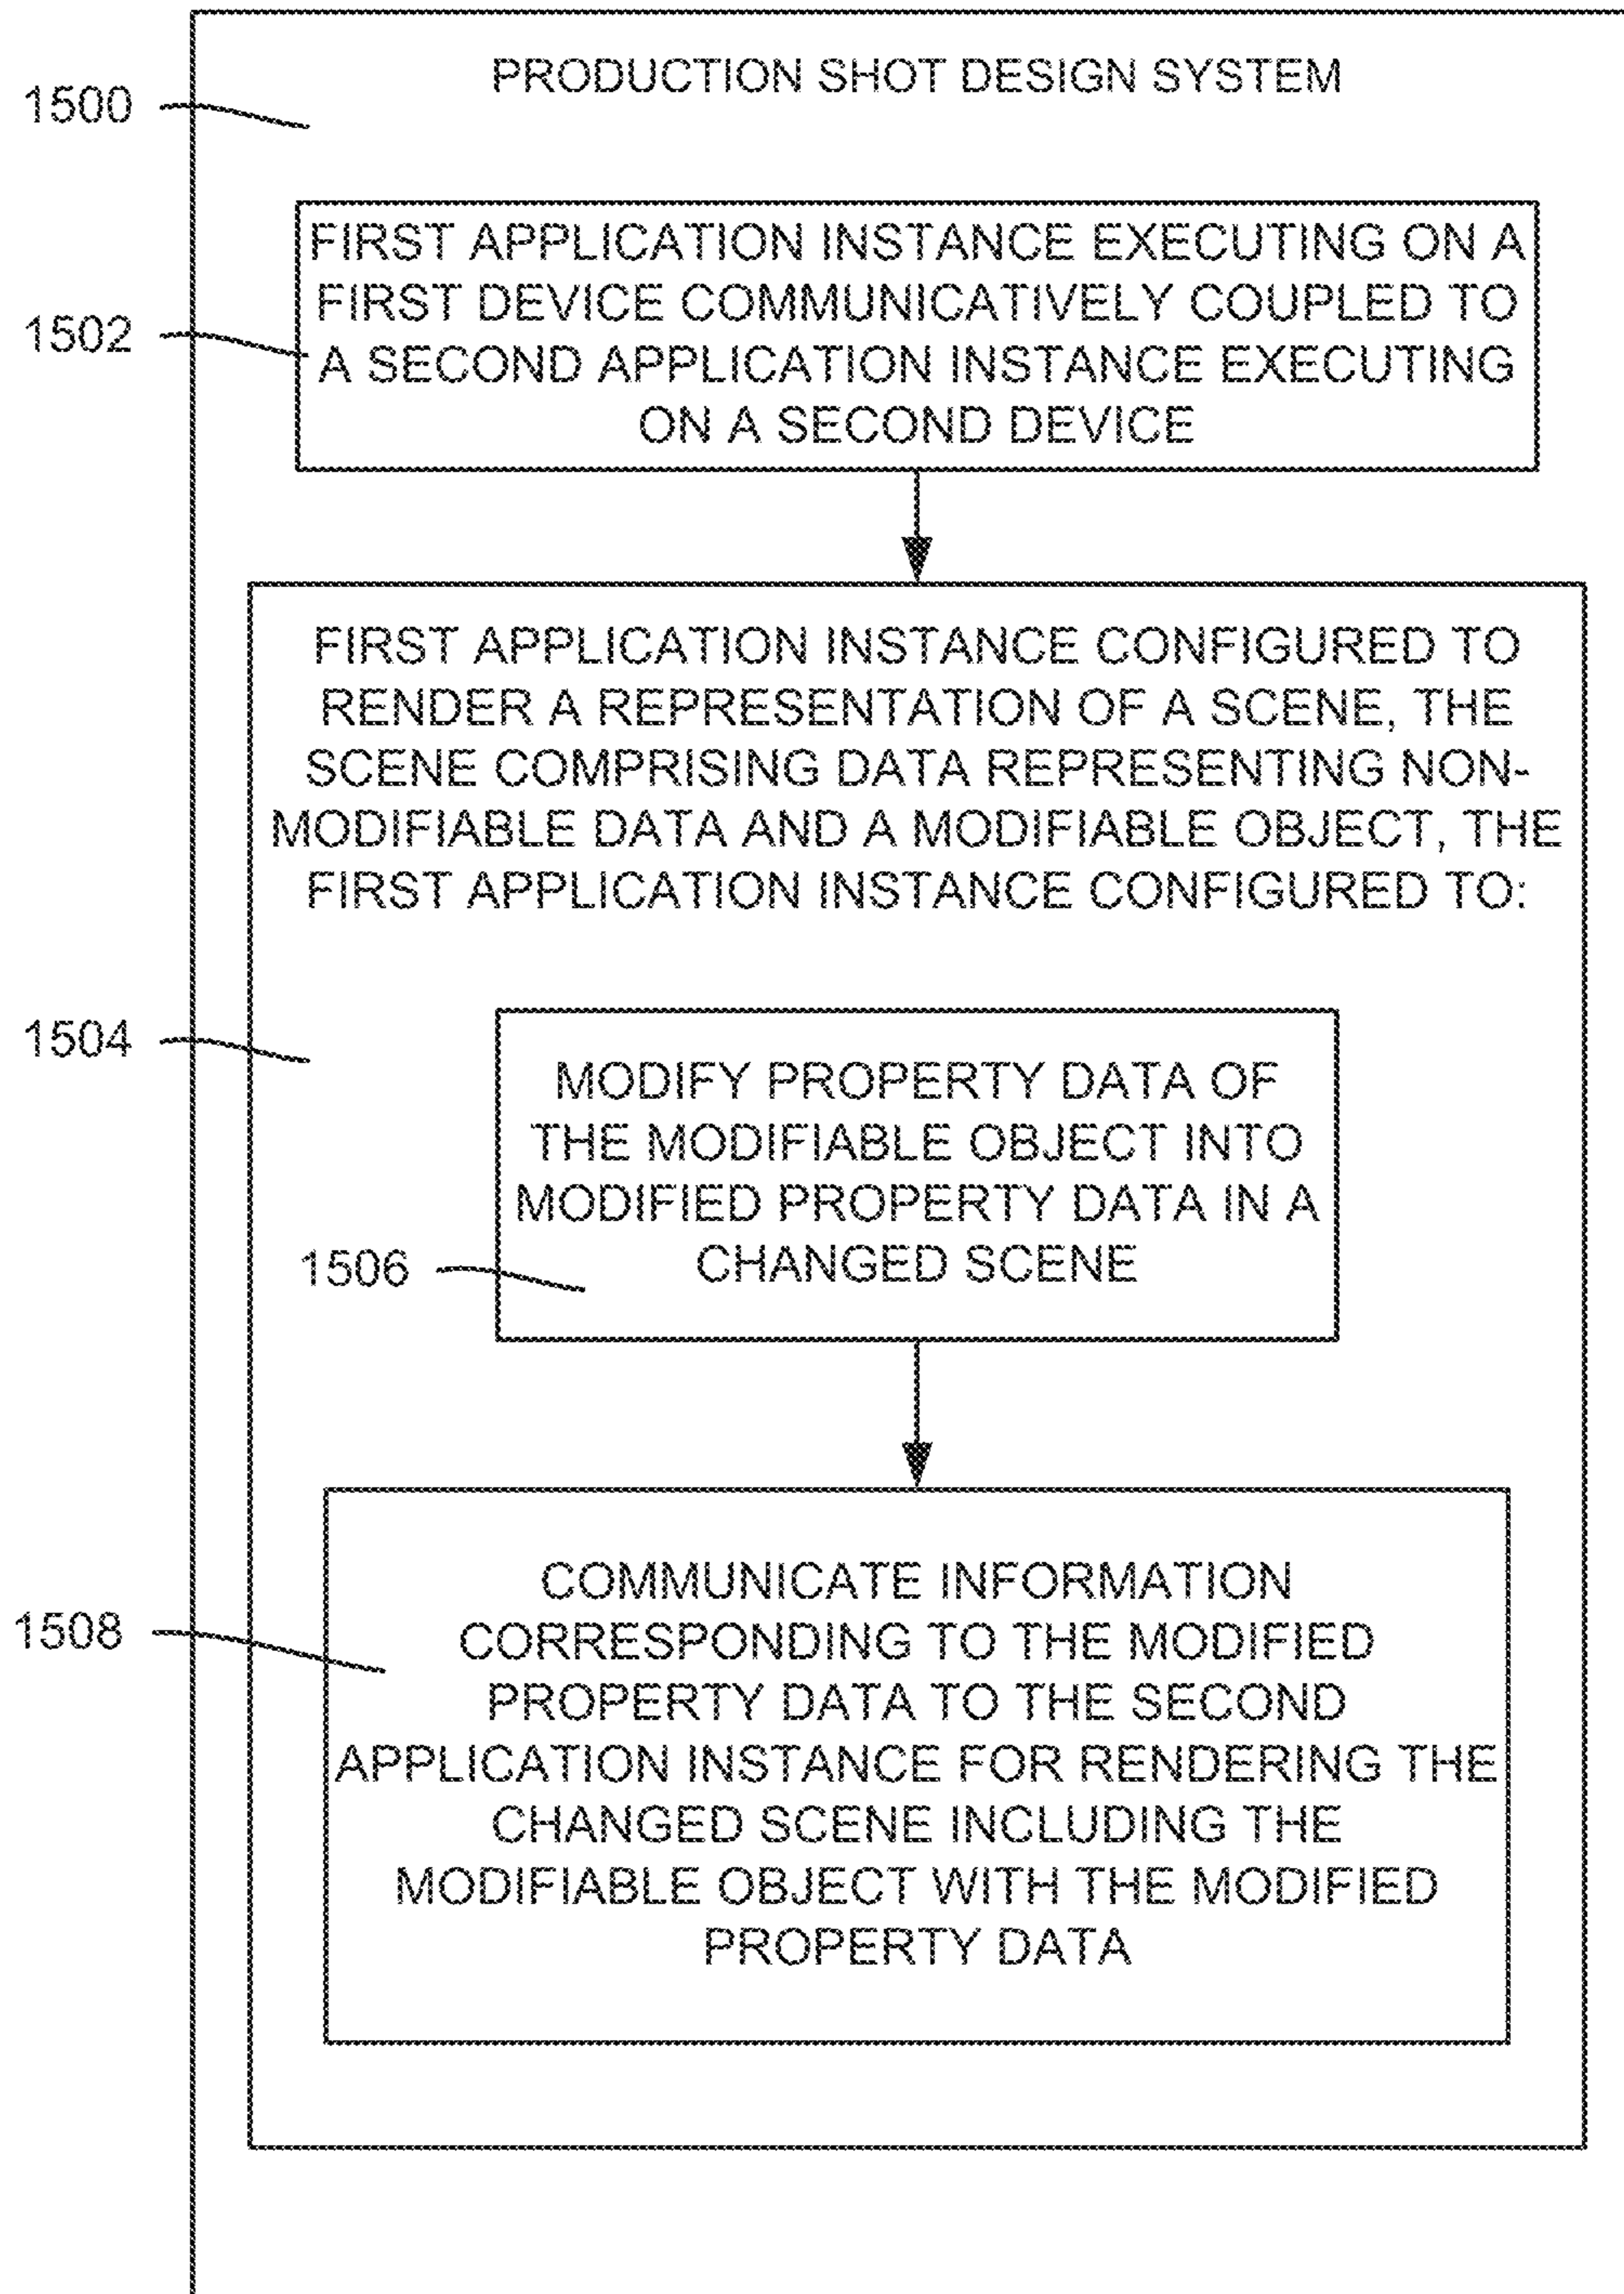 PRODUCTION SHOT DESIGN SYSTEM
1500
FIRST APPLICATION INSTANCE EXECUTING ON A
FIRST DEVICE COMMUNICATIVELY COUPLED TO
A SECOND APPLICATION INSTANCE EXECUTING
ON A SECOND DEVICE
1502
FIRST APPLICATION INSTANCE CONFIGURED TO
RENDER A REPRESENTATION OF A SCENE, THE
SCENE COMPRISING DATA REPRESENTING NON-
MODIFIABLE DATA AND A MODIFIABLE OBJECT, THE
FIRST APPLICATION INSTANCE CONFIGURED TO:
1504
MODIFY PROPERTY DATA OF
THE MODIFIABLE OBJECT INTO
MODIFIED PROPERTY DATA IN A
CHANGED SCENE
1506
COMMUNICATE INFORMATION
CORRESPONDING TO THE MODIFIED
PROPERTY DATA TO THE SECOND
APPLICATION INSTANCE FOR RENDERING THE
CHANGED SCENE INCLUDING THE
MODIFIABLE OBJECT WITH THE MODIFIED
PROPERTY DATA
1508